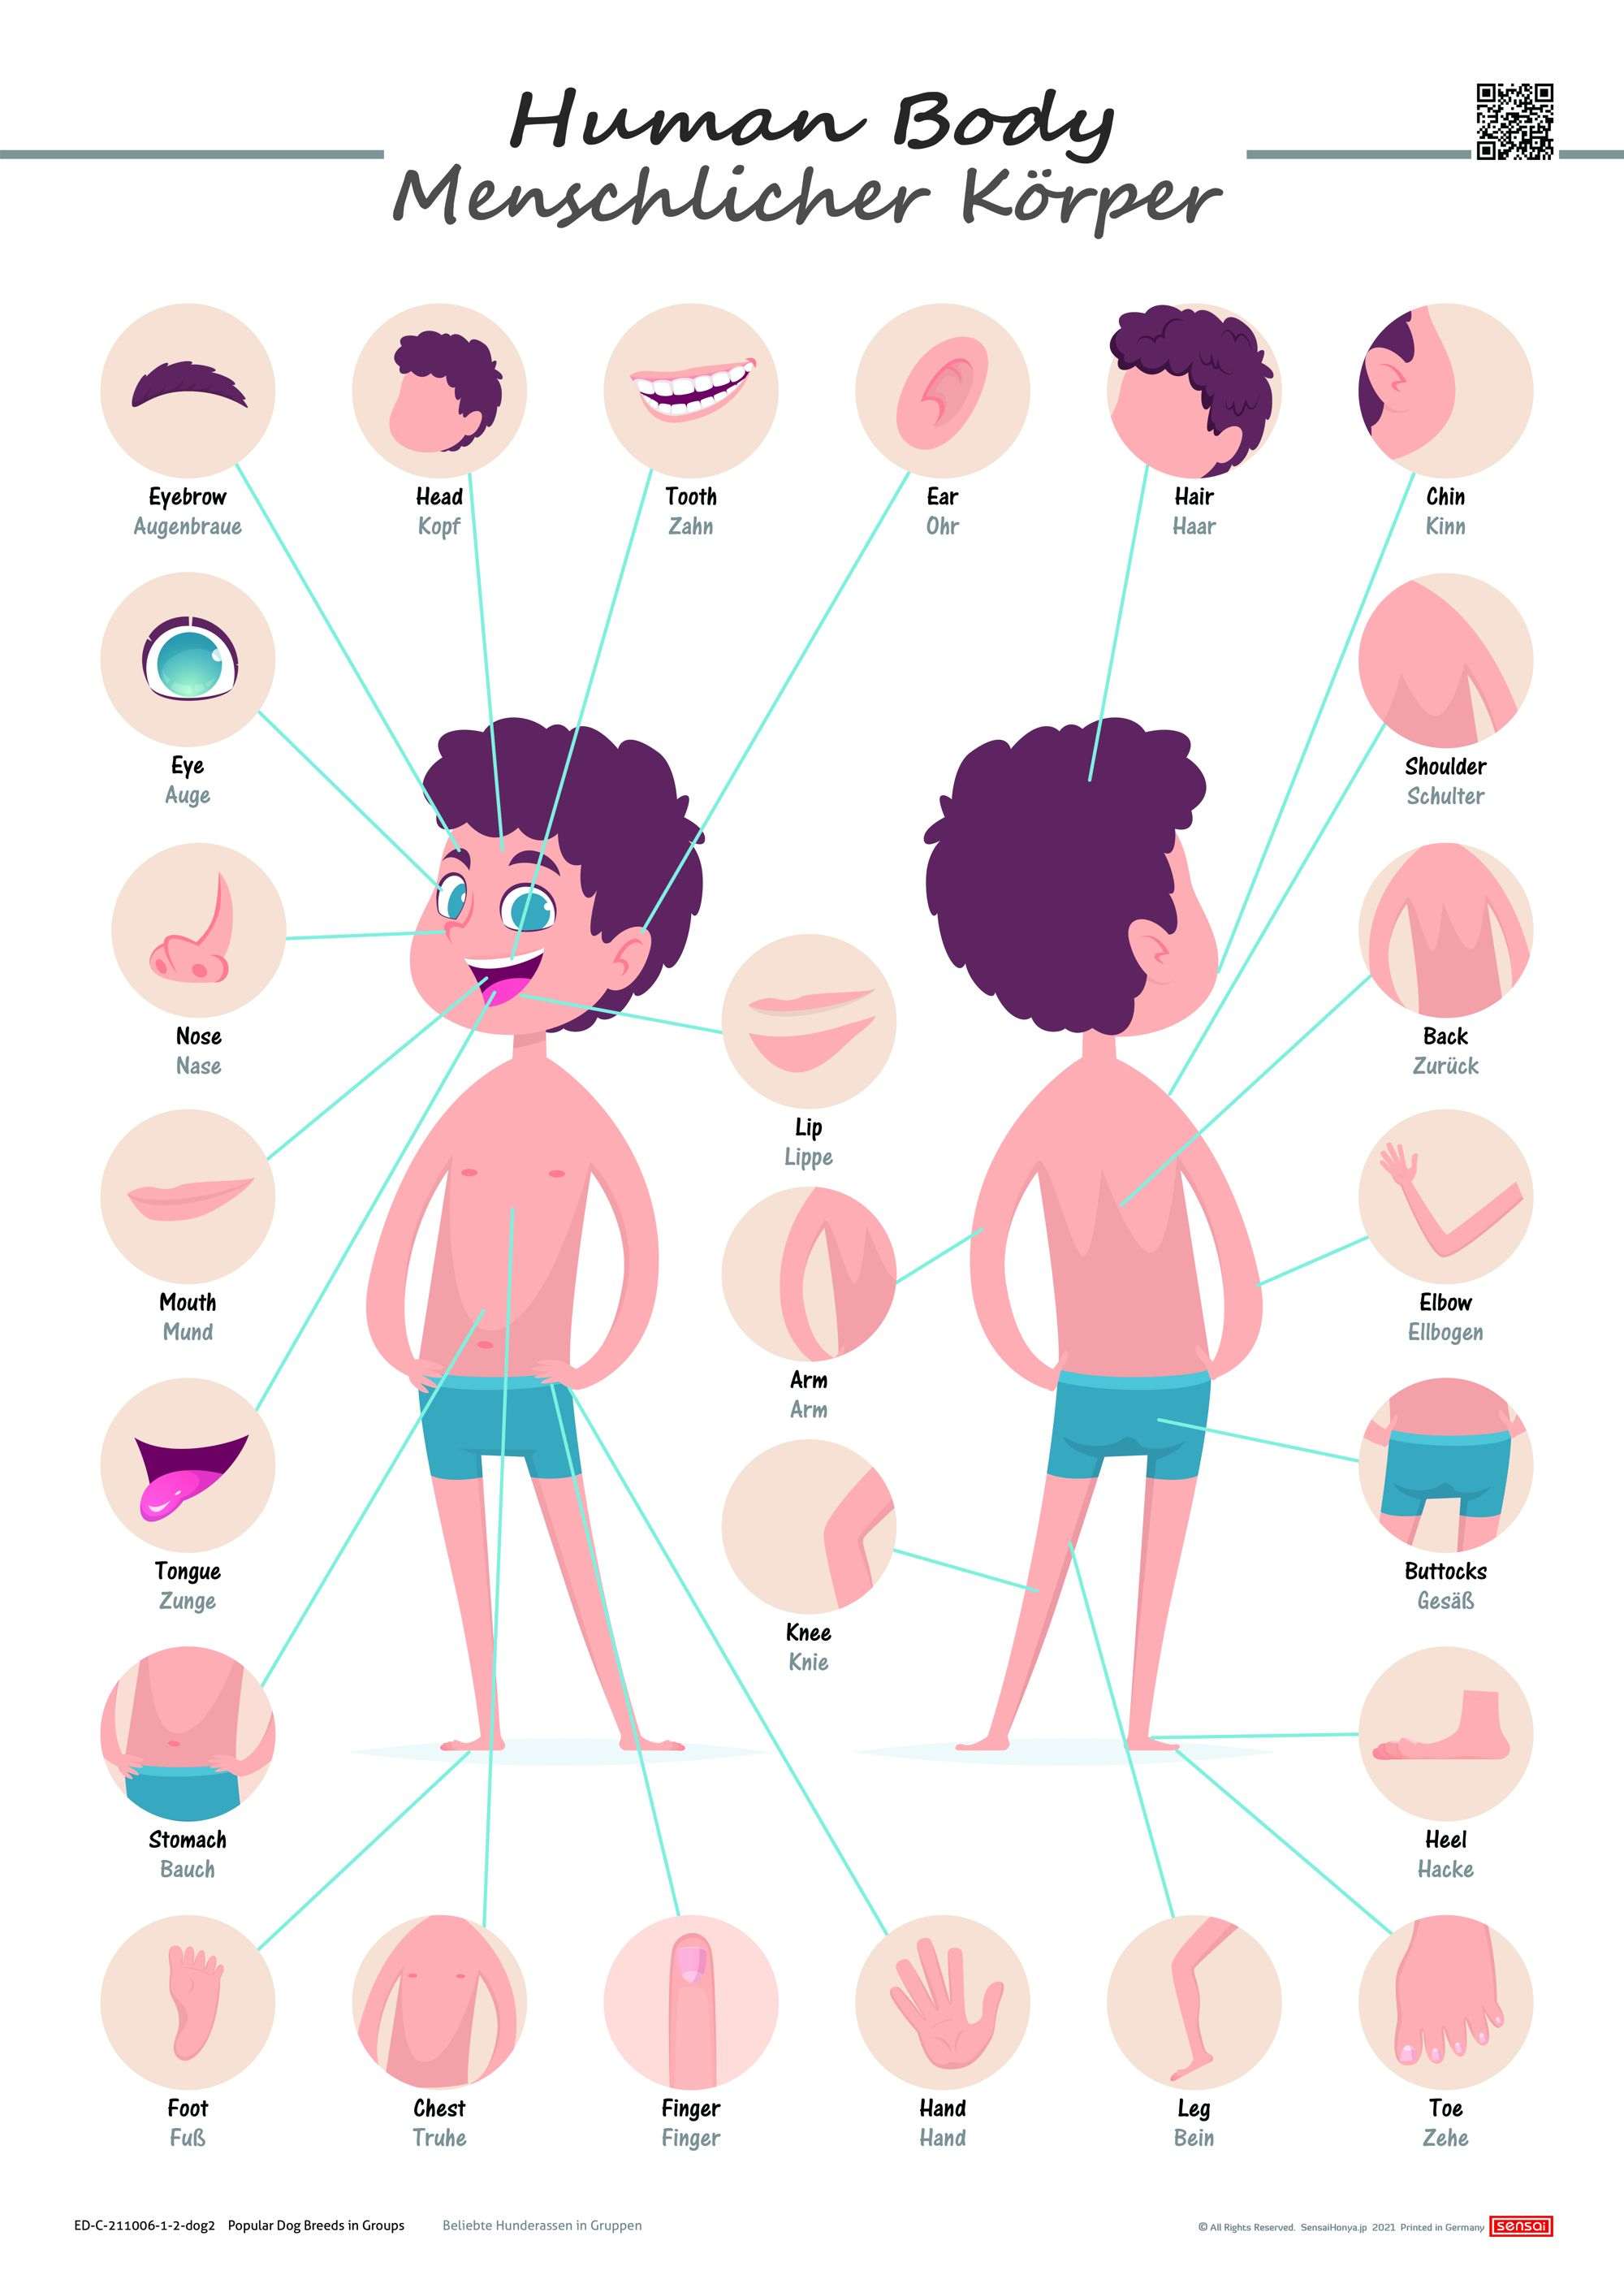 Human Body
Menschlicher Körper
Eyebrow
Augenbraue
Head
Kopf
Tooth
Zahn
Ear
Ohr
Hair
Haar
Chin
Kinn
Eye
Auge
Shoulder
Schulter
Nose
Nase
Back
Zurück
Lip
Lippe
Mouth
Mund
Elbow
Ellbogen
Arm
Arm
Tongue
Zunge
Buttocks
Gesäß
Knee
Knie
Stomach
Bauch
Heel
Hacke
Foot
Fuß
Chest
Truhe
Finger
Finger
Hand
Hand
Leg
Bein
Toe
Zehe
ED-C-211006-1-2-dog2 Popular Dog Breeds in Groups Beliebte Hunderassen in Gruppen
© All Rights Reserved. SensaiHonya.jp 2021 Printed in Germany sensai